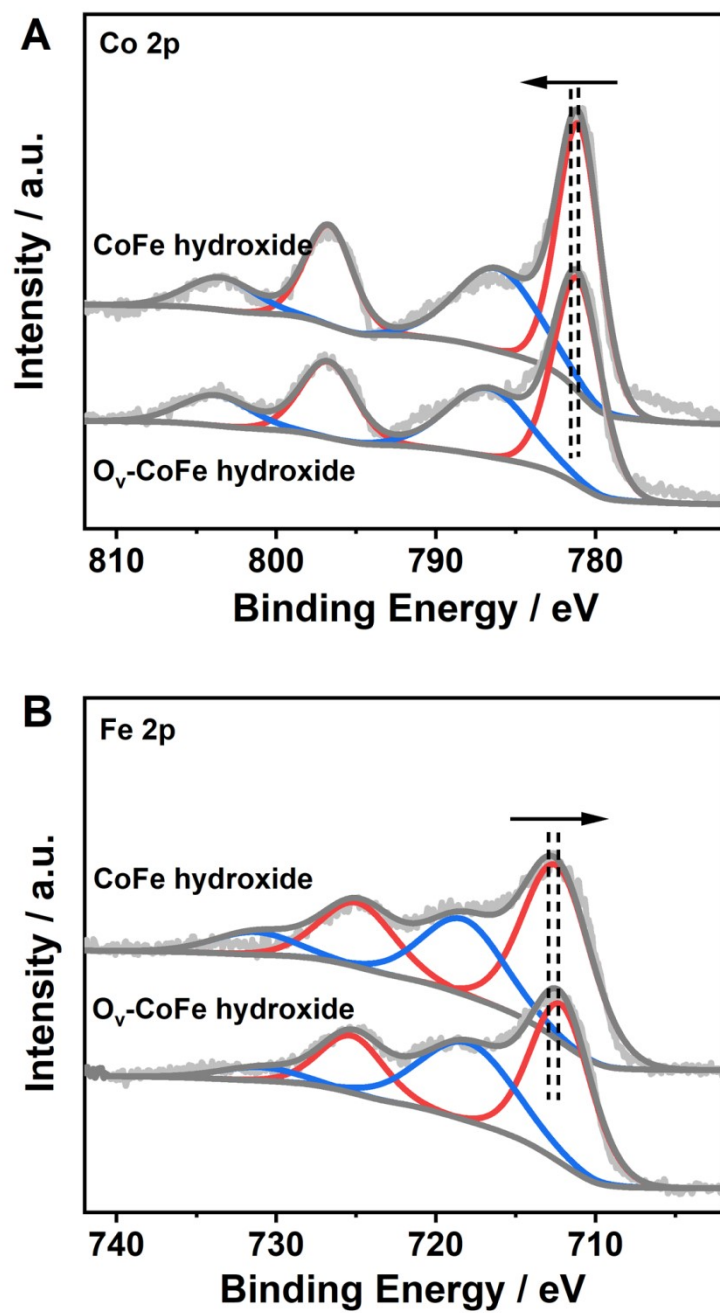 A
Co 2p
CoFe hydroxide
Oᵥ-CoFe hydroxide
Intensity / a.u.
810 800 790 780
Binding Energy / eV
B
Fe 2p
CoFe hydroxide
Oᵥ-CoFe hydroxide
Intensity / a.u.
740 730 720 710
Binding Energy / eV